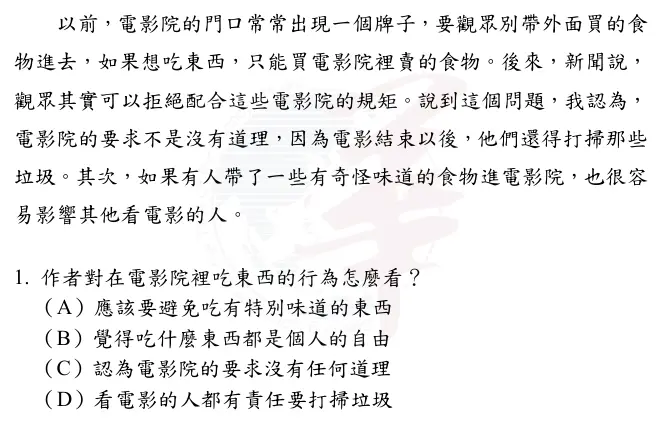 以前，電影院的門口常常出現一個牌子，要觀眾別帶外面買的食
物進去，如果想吃東西，只能買電影院裡賣的食物。後來，新聞說，
觀眾其實可以拒絕配合這些電影院的規矩。說到這個問題，我認為，
電影院的要求不是沒有道理，因為電影結束以後，他們還得打掃那些
垃圾。其次，如果有人帶了一些有奇怪味道的食物進電影院，也很容
易影響其他看電影的人。
1. 作者對在電影院裡吃東西的行為怎麼看？
（A）應該要避免吃有特別味道的東西
（B）覺得吃什麼東西都是個人的自由
（C）認為電影院的要求沒有任何道理
（D）看電影的人都有責任要打掃垃圾